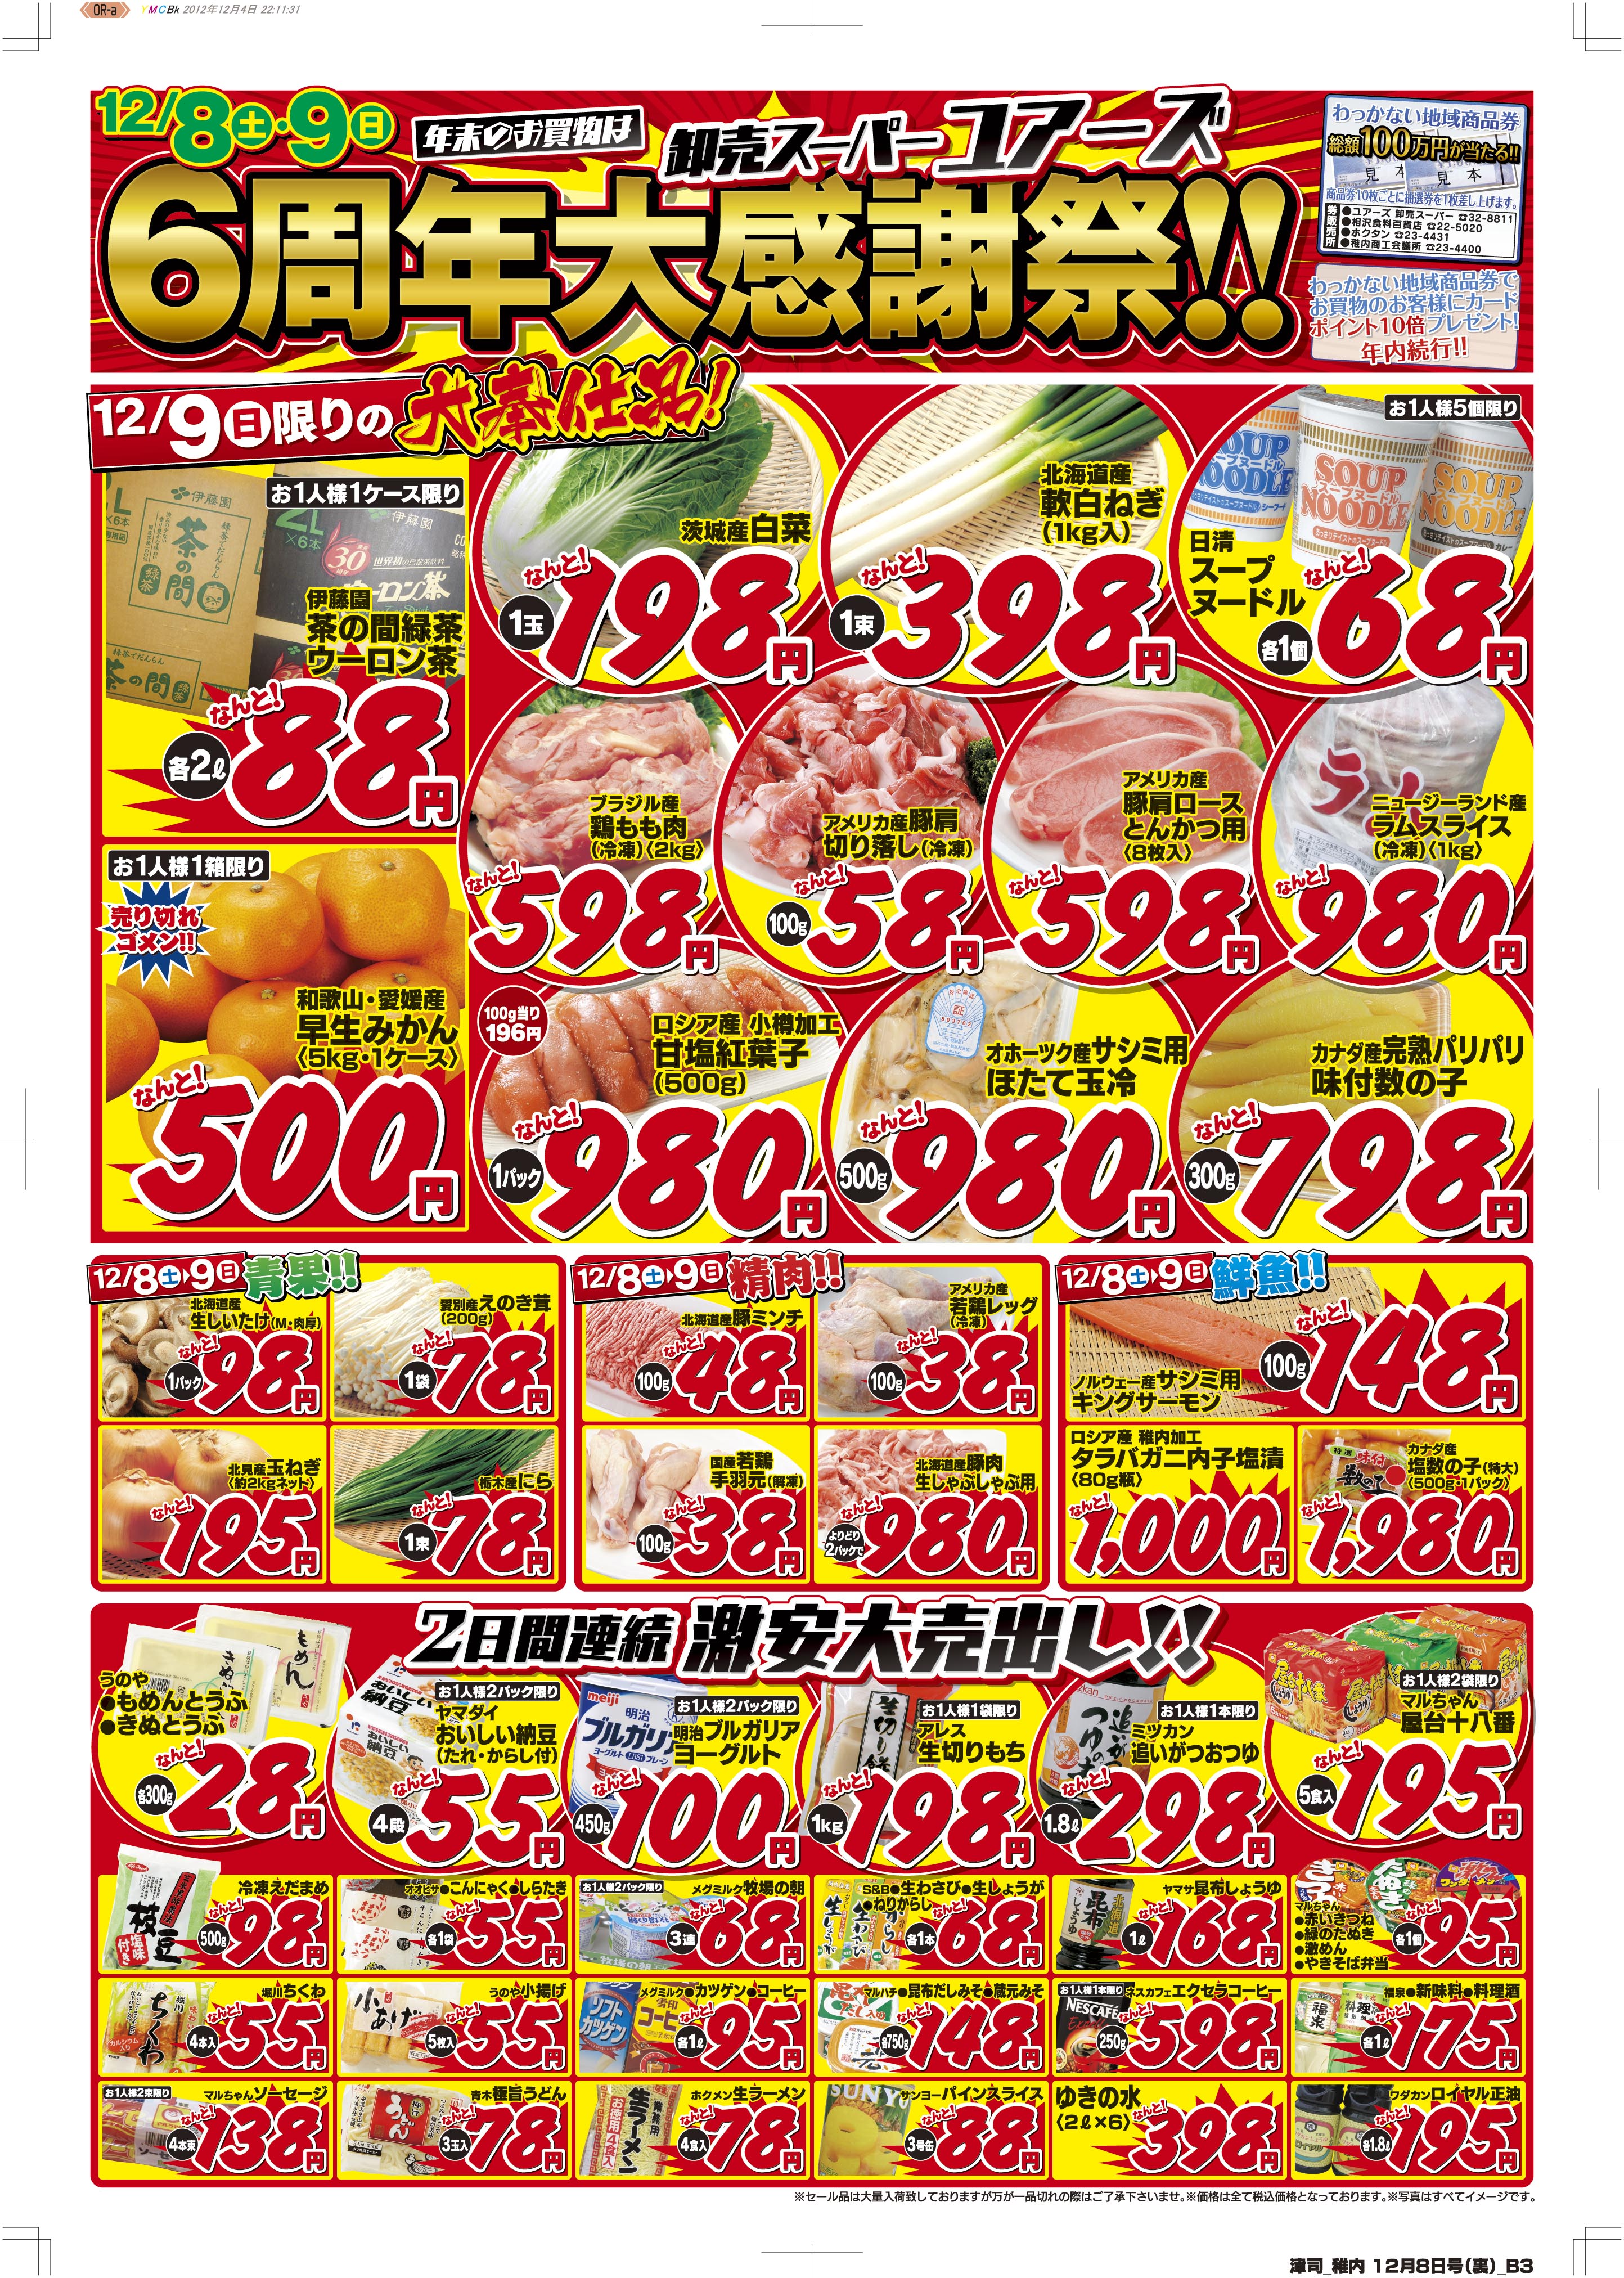 OR-a
YMCBk 2012年12月4日 22:11:31
12/8土・9日
年末のお買物は
卸売スーパーユアーズ
6周年大感謝祭!!
わっかない地域商品券
総額100万円が当たる!!
見本
見本
商品券10枚ごとに抽選券を1枚差し上げます。
券販売所
●ユアーズ 卸売スーパー ☎32-8811
●相沢食料百貨店 ☎22-5020
●ホクタン ☎23-4431
●稚内商工会議所 ☎23-4400
わっかない地域商品券で
お買物のお客様にカード
ポイント10倍プレゼント!
年内続行!!
12/9日限りの大奉仕品!
お1人様1ケース限り
伊藤園
茶の間緑茶
ウーロン茶
なんと!
各2ℓ
88円
茨城産白菜
なんと!
1玉
198円
北海道産
軟白ねぎ
(1kg入)
なんと!
1束
398円
お1人様5個限り
SOUP NOODLE
日清
スープ
ヌードル
なんと!
各1個
68円
ブラジル産
鶏もも肉
(冷凍)〈2kg〉
なんと!
598円
アメリカ産豚肩
切り落し(冷凍)
なんと!
100g
58円
アメリカ産
豚肩ロース
とんかつ用
〈8枚入〉
なんと!
598円
ニュージーランド産
ラムスライス
(冷凍)〈1kg〉
なんと!
980円
お1人様1箱限り
売り切れ
ゴメン!!
和歌山・愛媛産
早生みかん
〈5kg・1ケース〉
なんと!
500円
100g当り
196円
ロシア産 小樽加工
甘塩紅葉子
(500g)
なんと!
1パック
980円
オホーツク産サシミ用
ほたて玉冷
なんと!
500g
980円
カナダ産完熟パリパリ
味付数の子
なんと!
300g
798円
12/8土▶9日 青果!!
北海道産
生しいたけ(M・肉厚)
なんと!
1パック
98円
愛別産えのき茸
(200g)
なんと!
1袋
78円
北見産玉ねぎ
〈約2kgネット〉
なんと!
195円
栃木産にら
なんと!
1束
78円
12/8土▶9日 精肉!!
北海道産豚ミンチ
なんと!
100g
48円
アメリカ産
若鶏レッグ
(冷凍)
なんと!
100g
38円
国産若鶏
手羽元(解凍)
なんと!
100g
38円
北海道産豚肉
生しゃぶしゃぶ用
なんと!
よりどり
2パックで
980円
12/8土▶9日 鮮魚!!
ノルウェー産サシミ用
キングサーモン
なんと!
100g
148円
ロシア産 稚内加工
タラバガニ内子塩漬
〈80g瓶〉
なんと!
1,000円
カナダ産
塩数の子(特大)
〈500g・1パック〉
なんと!
1,980円
2日間連続 激安大売出し!!
うのや
●もめんとうふ
●きぬとうふ
なんと!
各300g
28円
お1人様2パック限り
ヤマダイ
おいしい納豆
(たれ・からし付)
なんと!
4段
55円
お1人様2パック限り
明治ブルガリア
ヨーグルト
なんと!
450g
100円
お1人様1袋限り
アレス
生切りもち
なんと!
1kg
198円
お1人様1本限り
ミツカン
追いがつおつゆ
なんと!
1.8ℓ
298円
お1人様2袋限り
マルちゃん
屋台十八番
なんと!
5食入
195円
冷凍えだまめ
なんと!
500g
98円
オオヒサ●こんにゃく●しらたき
なんと!
各1袋
55円
お1人様2パック限り
メグミルク牧場の朝
なんと!
3連
68円
S&B●生わさび●生しょうが
●ねりからし
なんと!
各1本
68円
ヤマサ昆布しょうゆ
なんと!
1ℓ
168円
マルちゃん
●赤いきつね
●緑のたぬき
●激めん
●やきそば弁当
なんと!
各1個
95円
堀川ちくわ
なんと!
4本入
55円
うのや小揚げ
なんと!
5枚入
55円
メグミルク●カツゲン●コーヒー
なんと!
各1ℓ
95円
マルハチ●昆布だしみそ●蔵元みそ
なんと!
各750g
148円
お1人様1本限り
ネスカフェエクセラコーヒー
なんと!
250g
598円
福泉●新味料●料理酒
なんと!
各1ℓ
175円
お1人様2束限り
マルちゃんソーセージ
なんと!
4本束
138円
青木極旨うどん
なんと!
3玉入
78円
ホクメン生ラーメン
なんと!
4食入
78円
サンヨーパインスライス
なんと!
3号缶
88円
ゆきの水
〈2ℓ×6〉
なんと!
398円
ワダカンロイヤル正油
なんと!
各1.8ℓ
195円
※セール品は大量入荷致しておりますが万が一品切れの際はご了承下さいませ。※価格は全て税込価格となっております。※写真はすべてイメージです。
津司_稚内 12月8日号(裏)_B3